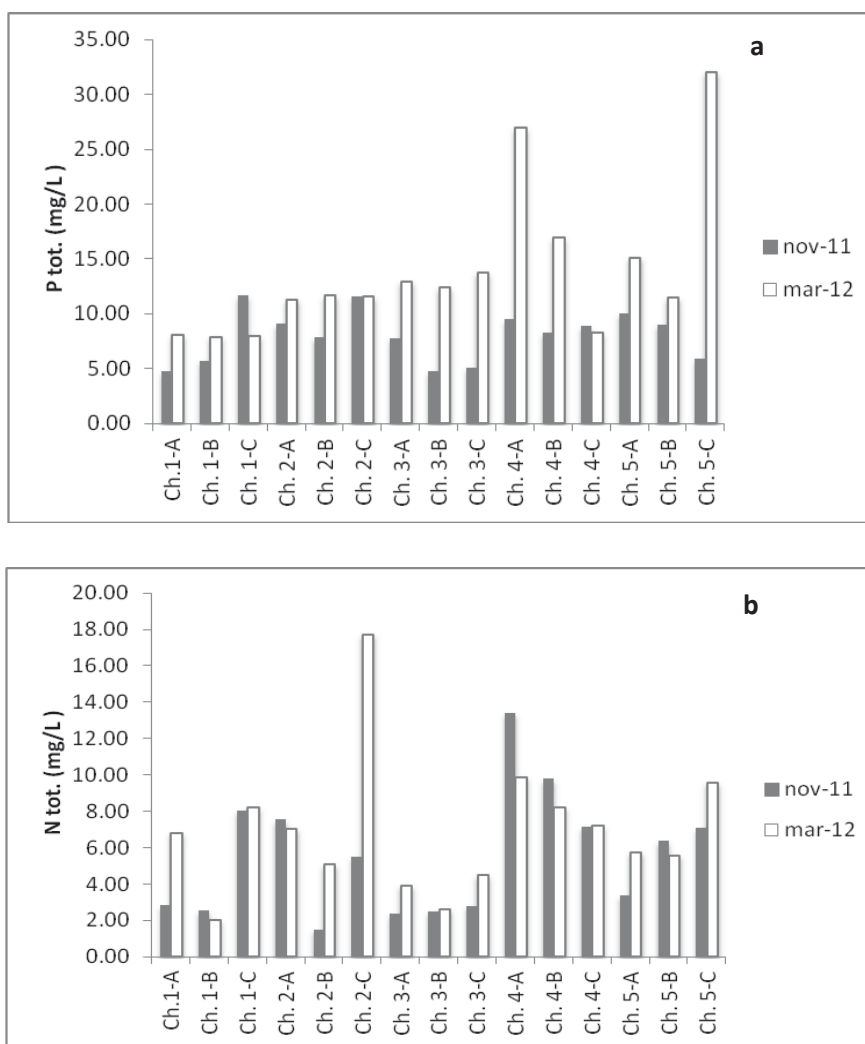 a
P tot. (mg/L)
35.00
30.00
25.00
20.00
15.00
10.00
5.00
0.00
Ch.1-A
Ch. 1-B
Ch. 1-C
Ch. 2-A
Ch. 2-B
Ch. 2-C
Ch. 3-A
Ch. 3-B
Ch. 3-C
Ch. 4-A
Ch. 4-B
Ch. 4-C
Ch. 5-A
Ch. 5-B
Ch. 5-C
nov-11
mar-12
b
N tot. (mg/L )
20.00
18.00
16.00
14.00
12.00
10.00
8.00
6.00
4.00
2.00
0.00
Ch.1-A
Ch. 1-B
Ch. 1-C
Ch. 2-A
Ch. 2-B
Ch. 2-C
Ch. 3-A
Ch. 3-B
Ch. 3-C
Ch. 4-A
Ch. 4-B
Ch. 4-C
Ch. 5-A
Ch. 5-B
Ch. 5-C
nov-11
mar-12